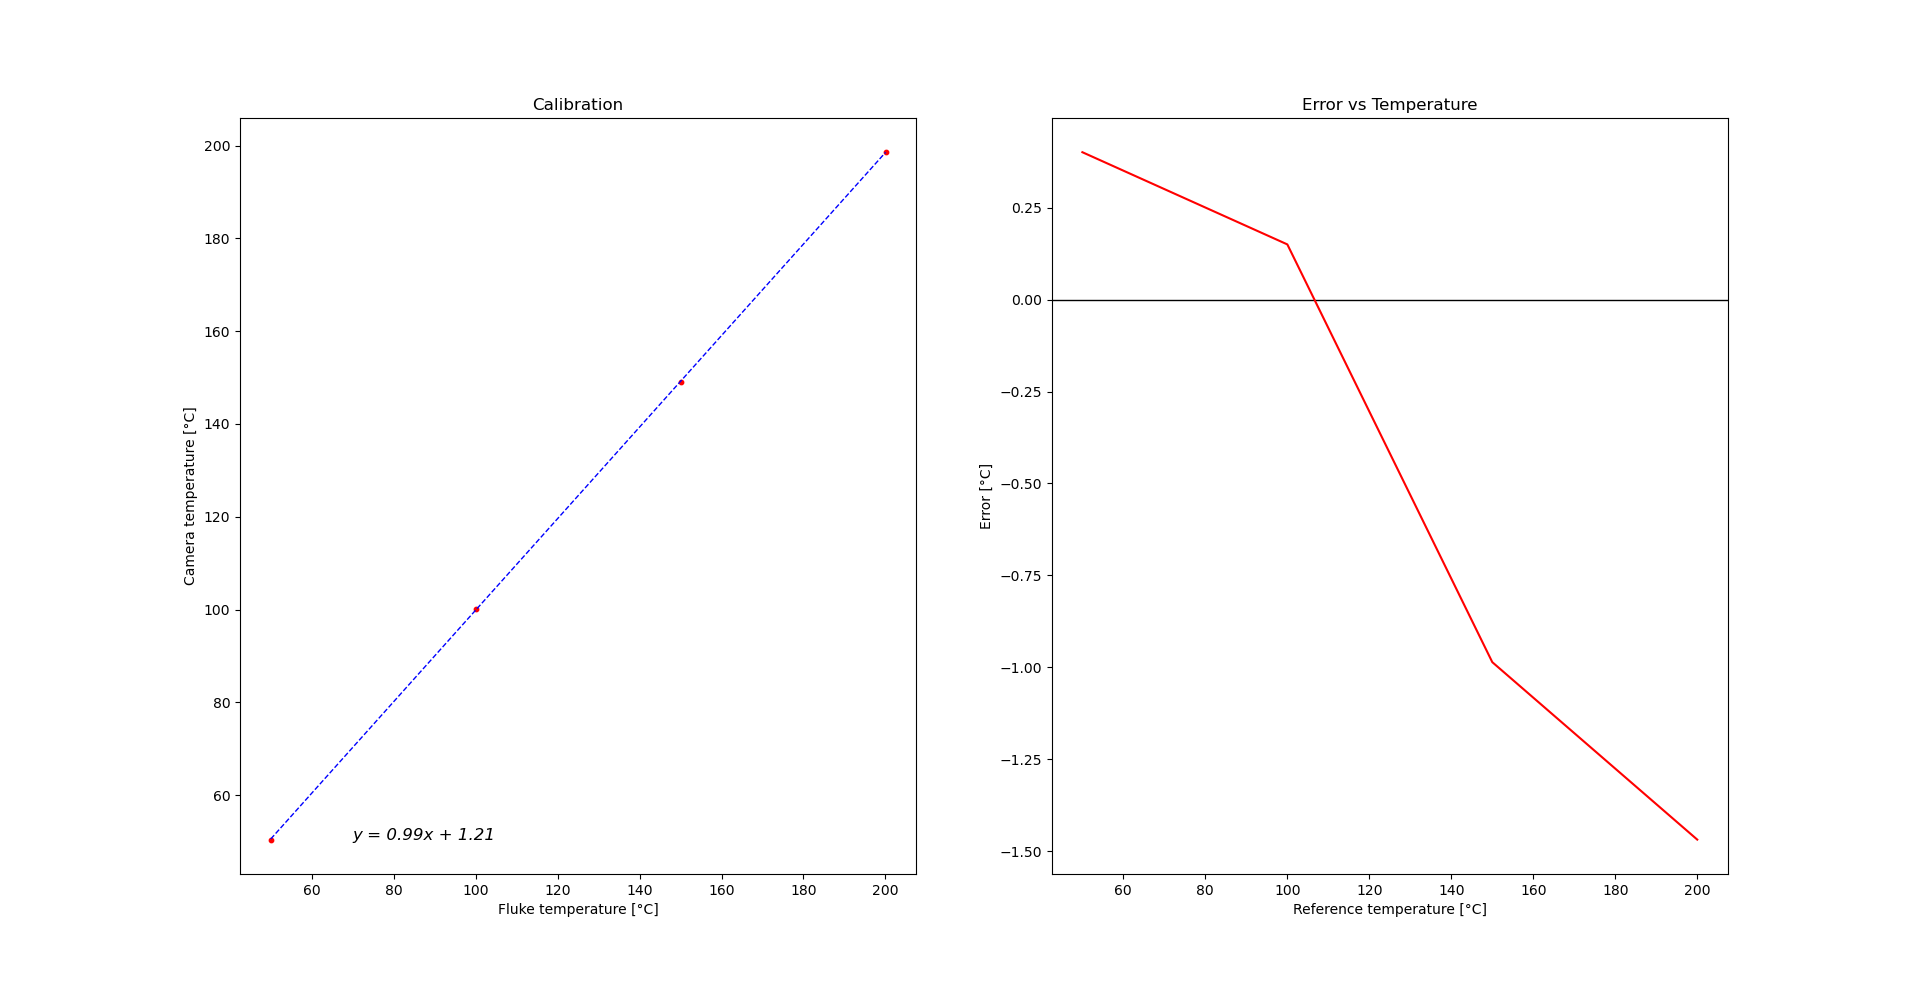 Calibration
200
180
160
140
120
100
80
60
Camera temperature [°C]
y = 0.99x + 1.21
60 80 100 120 140 160 180 200
Fluke temperature [°C]
Error vs Temperature
0.25
0.00
−0.25
−0.50
−0.75
−1.00
−1.25
−1.50
Error [°C]
60 80 100 120 140 160 180 200
Reference temperature [°C]